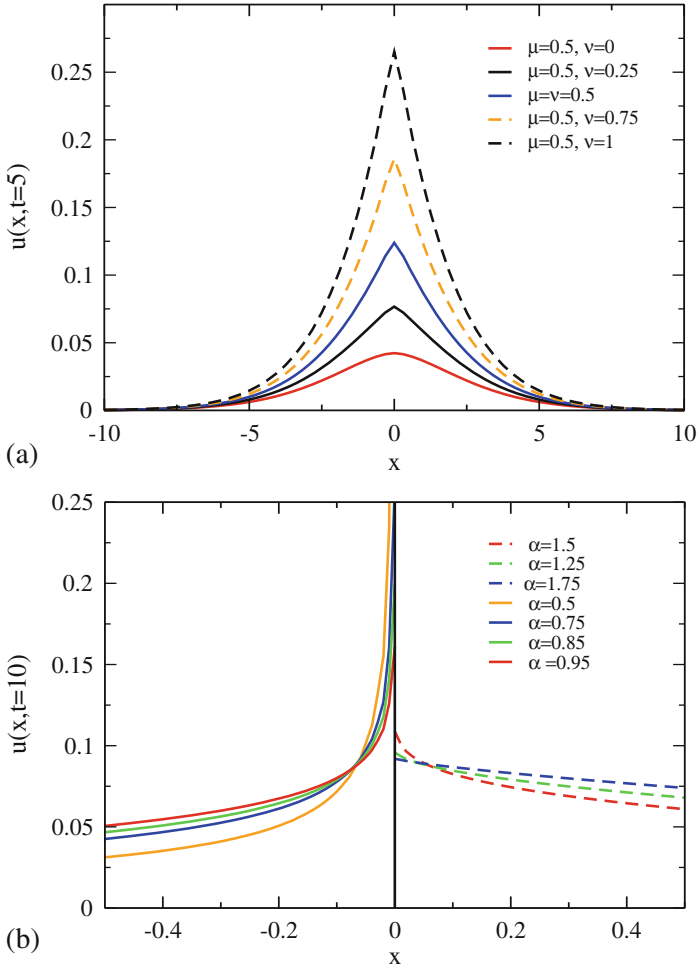 0.25
0.2
0.15
0.1
0.05
0
u(x,t=5)
μ=0.5, ν=0
μ=0.5, ν=0.25
μ=ν=0.5
μ=0.5, ν=0.75
μ=0.5, ν=1
-10
-5
0
5
10
x
(a)
0.25
0.2
0.15
0.1
0.05
0
u(x,t=10)
α=1.5
α=1.25
α=1.75
α=0.5
α=0.75
α=0.85
α =0.95
-0.4
-0.2
0
0.2
0.4
x
(b)